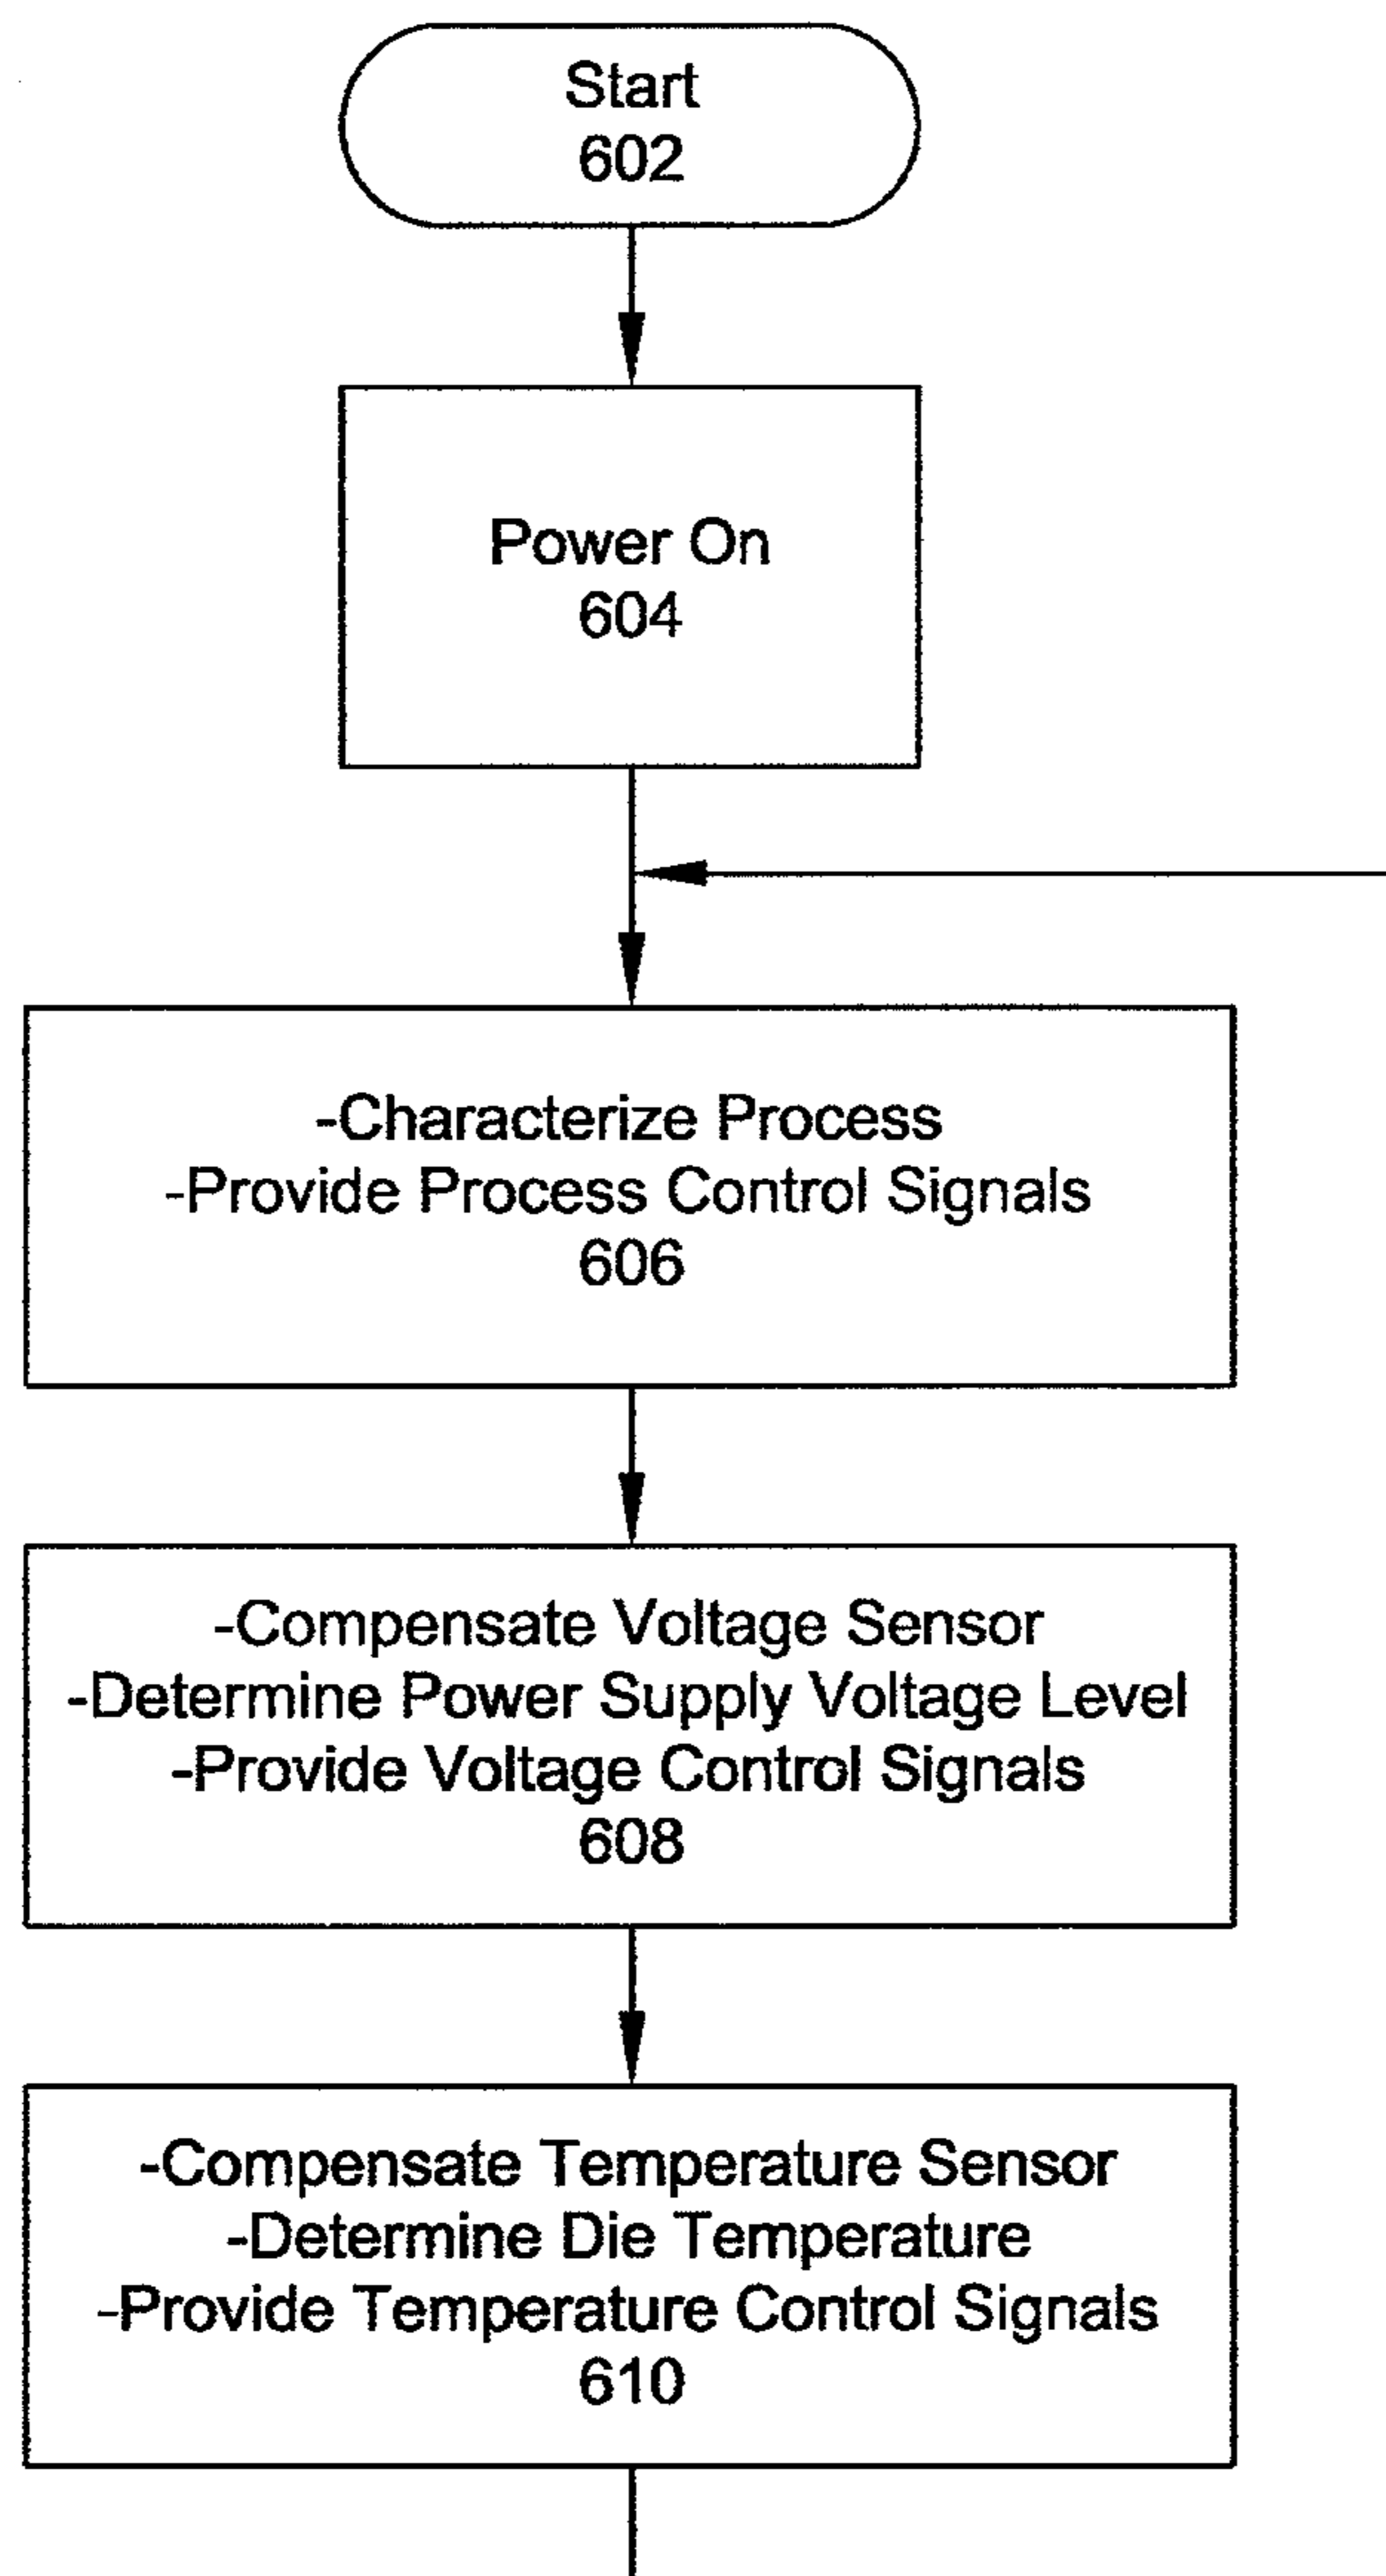 Start
602
Power On
604
-Characterize Process
-Provide Process Control Signals
606
-Compensate Voltage Sensor
-Determine Power Supply Voltage Level
-Provide Voltage Control Signals
608
-Compensate Temperature Sensor
-Determine Die Temperature
-Provide Temperature Control Signals
610